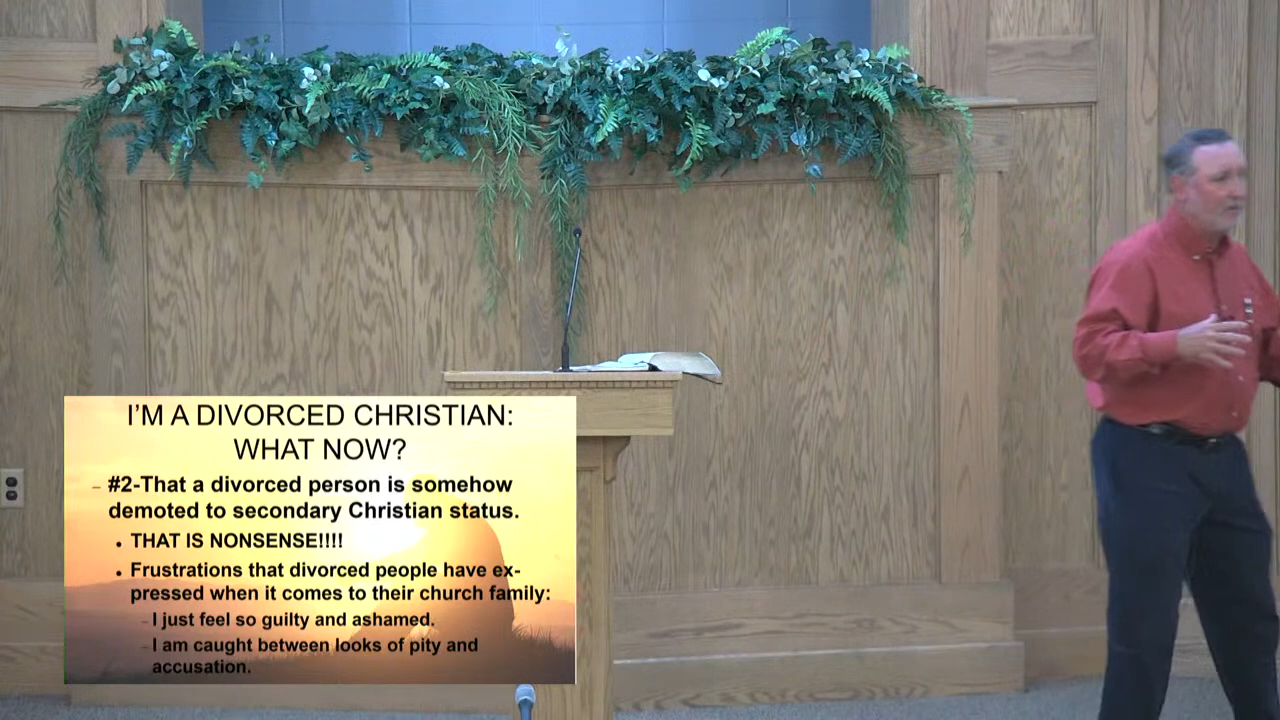 I'M A DIVORCED CHRISTIAN:
WHAT NOW?
– #2-That a divorced person is somehow
demoted to secondary Christian status.
• THAT IS NONSENSE!!!!
• Frustrations that divorced people have ex-
pressed when it comes to their church family:
– I just feel so guilty and ashamed.
– I am caught between looks of pity and
accusation.